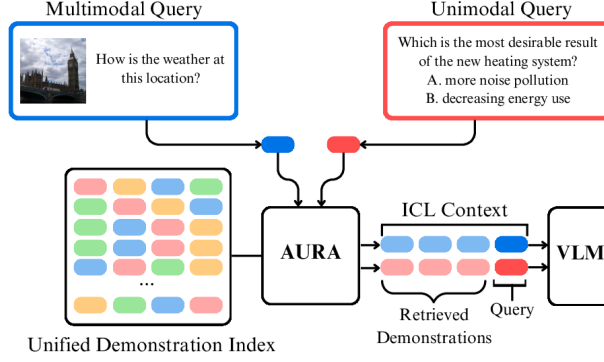 Multimodal Query
How is the weather at
this location?
Unimodal Query
Which is the most desirable result
of the new heating system?
A. more noise pollution
B. decreasing energy use
...
Unified Demonstration Index
AURA
ICL Context
Retrieved
Demonstrations
Query
VLM